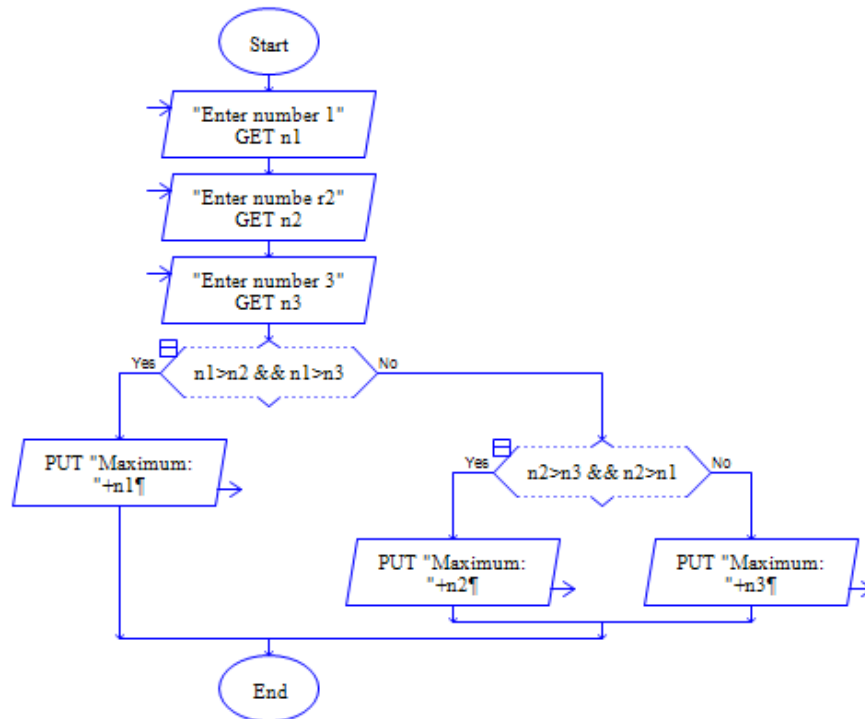 Start
"Enter number 1"
GET n1
"Enter numbe r2"
GET n2
"Enter number 3"
GET n3
Yes
n1>n2 && n1>n3
No
PUT "Maximum:
"+n1¶
Yes
n2>n3 && n2>n1
No
PUT "Maximum:
"+n2¶
PUT "Maximum:
"+n3¶
End